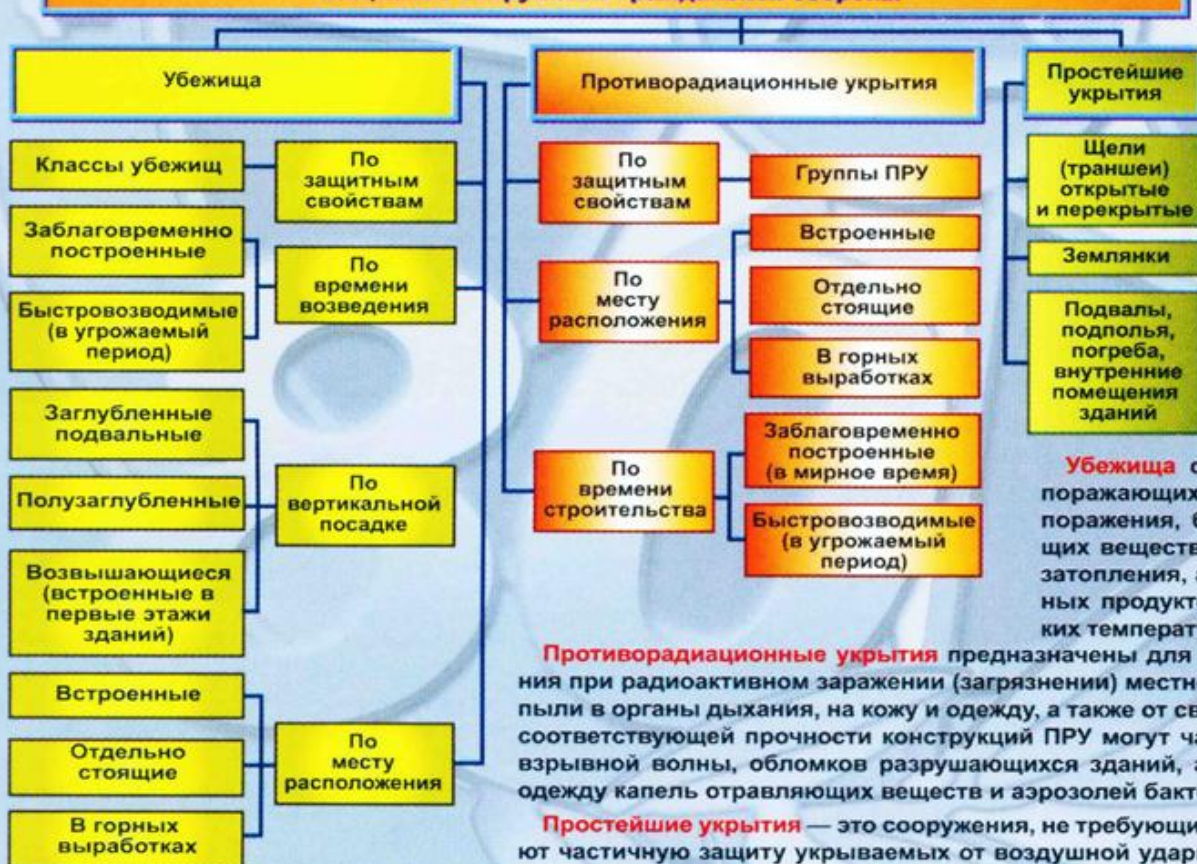 Убежища
Противорадиационные укрытия
Простейшие
укрытия
Классы убежищ
По
защитным
свойствам
Заблаговременно
построенные
Быстровозводимые
(в угрожаемый
период)
По
времени
возведения
Заглубленные
подвальные
Полузаглубленные
Возвышающиеся
(встроенные в
первые этажи
зданий)
По
вертикальной
посадке
Встроенные
Отдельно
стоящие
В горных
выработках
По
месту
расположения
По
защитным
свойствам
Группы ПРУ
По
месту
расположения
Встроенные
Отдельно
стоящие
В горных
выработках
По
времени
строительства
Заблаговременно
построенные
(в мирное время)
Быстровозводимые
(в угрожаемый
период)
Щели
(траншеи)
открытые
и перекрытые
Землянки
Подвалы,
подполья,
погреба,
внутренние
помещения
зданий
Убежища
поражающих
поражения,
щих веществ
затопления,
ных продукт
ких температ
Противорадиационные укрытия предназначены для
ния при радиоактивном заражении (загрязнении) местн
пыли в органы дыхания, на кожу и одежду, а также от св
соответствующей прочности конструкций ПРУ могут ча
взрывной волны, обломков разрушающихся зданий, а
одежду капель отравляющих веществ и аэрозолей бакт
Простейшие укрытия — это сооружения, не требующи
ют частичную защиту укрываемых от воздушной удар